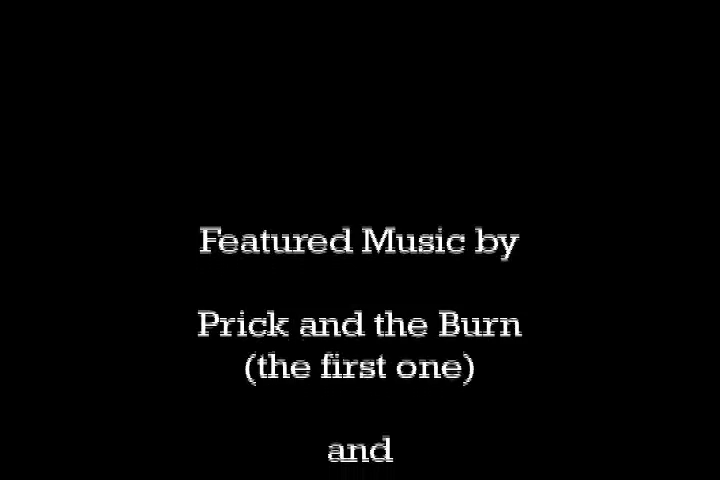 Featured Music by
Prick and the Burn
(the first one)
and